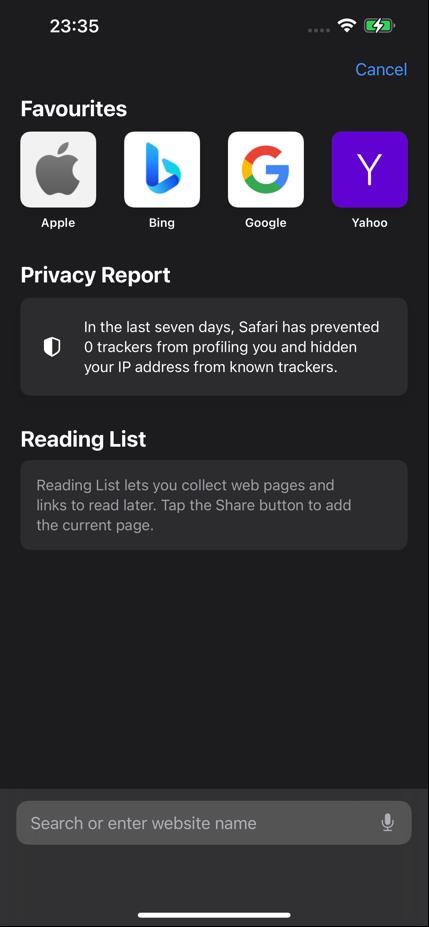 23:35
Cancel
Favourites
Y
Apple
Bing
Google
Yahoo
Privacy Report
In the last seven days, Safari has prevented
0 trackers from profiling you and hidden
your IP address from known trackers.
Reading List
Reading List lets you collect web pages and
links to read later. Tap the Share button to add
the current page.
Search or enter website name